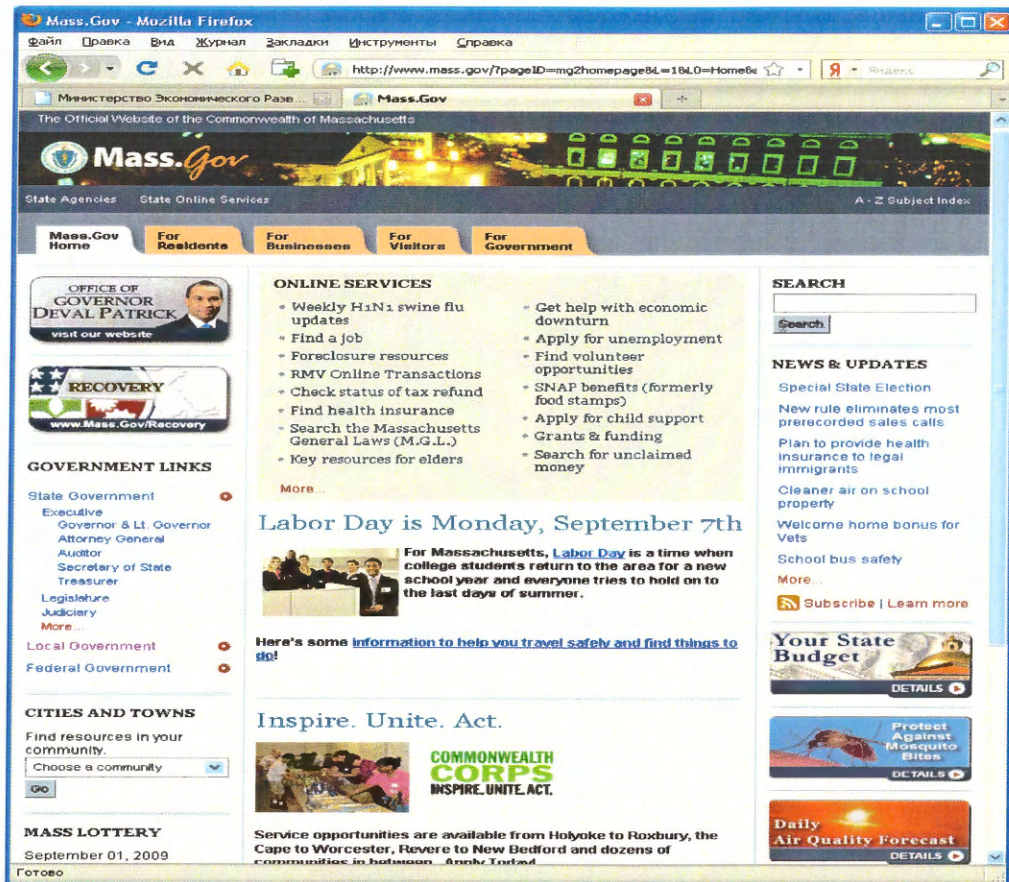 Mass.Gov - Mozilla Firefox
Файл Правка Вид Журнал Закладки Инструменты Справка
http://www.mass.gov/?pageID=mg2homepage&L=1&L0=Home&
Яндекс
Министерство Экономического Разв...
Mass.Gov
The Official Website of the Commonwealth of Massachusetts
Mass.Gov
State Agencies State Online Services
A - Z Subject Index
Mass.Gov Home
For Residents
For Businesses
For Visitors
For Government
OFFICE OF
GOVERNOR
DEVAL PATRICK
visit our website
RECOVERY
www.Mass.Gov/Recovery
GOVERNMENT LINKS
State Government
Executive
Governor & Lt. Governor
Attorney General
Auditor
Secretary of State
Treasurer
Legislature
Judiciary
More...
Local Government
Federal Government
CITIES AND TOWNS
Find resources in your
community.
Choose a community
Go
MASS LOTTERY
September 01, 2009
ONLINE SERVICES
Weekly H1N1 swine flu
updates
Find a job
Foreclosure resources
RMV Online Transactions
Check status of tax refund
Find health insurance
Search the Massachusetts
General Laws (M.G.L.)
Key resources for elders
Get help with economic
downturn
Apply for unemployment
Find volunteer
opportunities
SNAP benefits (formerly
food stamps)
Apply for child support
Grants & funding
Search for unclaimed
money
More...
Labor Day is Monday, September 7th
For Massachusetts, Labor Day is a time when
college students return to the area for a new
school year and everyone tries to hold on to
the last days of summer.
Here's some information to help you travel safely and find things to
do!
Inspire. Unite. Act.
COMMONWEALTH
CORPS
INSPIRE. UNITE. ACT.
Service opportunities are available from Holyoke to Roxbury, the
Cape to Worcester, Revere to New Bedford and dozens of
communities in between. Apply Today!
SEARCH
Search
NEWS & UPDATES
Special State Election
New rule eliminates most
prerecorded sales calls
Plan to provide health
insurance to legal
immigrants
Cleaner air on school
property
Welcome home bonus for
Vets
School bus safety
More...
Subscribe | Learn more
Your State
Budget
DETAILS
Protect
Against
Mosquito
Bites
DETAILS
Daily
Air Quality Forecast
DETAILS
Готово